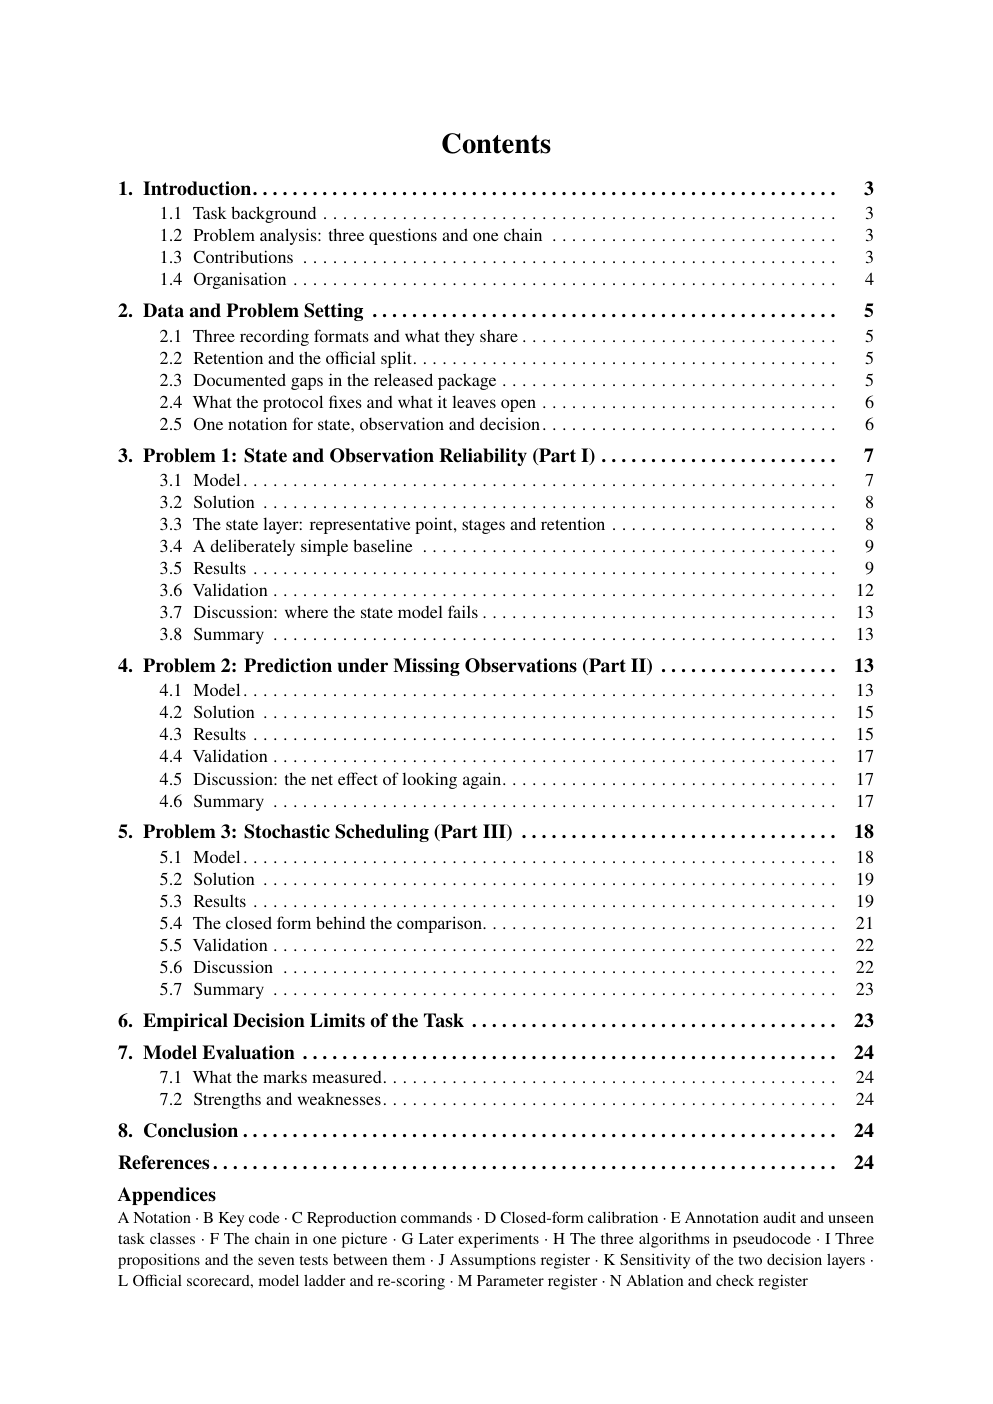 Contents
1. Introduction. . . . . . . . . . . . . . . . . . . . . . . . . . . . . . 3
1.1 Task background . . . . . . . . . . . . . . . . . . . . . . . . . . . . . . 3
1.2 Problem analysis: three questions and one chain . . . . . . . . . . . . . . . . . . . . 3
1.3 Contributions . . . . . . . . . . . . . . . . . . . . . . . . . . . . . . 3
1.4 Organisation . . . . . . . . . . . . . . . . . . . . . . . . . . . . . . 4
2. Data and Problem Setting . . . . . . . . . . . . . . . . . . . . . . . . . 5
2.1 Three recording formats and what they share . . . . . . . . . . . . . . . . . . . . 5
2.2 Retention and the official split. . . . . . . . . . . . . . . . . . . . . . . . . 5
2.3 Documented gaps in the released package . . . . . . . . . . . . . . . . . . . . 5
2.4 What the protocol fixes and what it leaves open . . . . . . . . . . . . . . . . . . . . 6
2.5 One notation for state, observation and decision. . . . . . . . . . . . . . . . . . . . 6
3. Problem 1: State and Observation Reliability (Part I) . . . . . . . . . . . . . . . 7
3.1 Model. . . . . . . . . . . . . . . . . . . . . . . . . . . . . . 7
3.2 Solution . . . . . . . . . . . . . . . . . . . . . . . . . . . . . . 8
3.3 The state layer: representative point, stages and retention . . . . . . . . . . . . . . . 8
3.4 A deliberately simple baseline . . . . . . . . . . . . . . . . . . . . . . . . . 9
3.5 Results . . . . . . . . . . . . . . . . . . . . . . . . . . . . . . 9
3.6 Validation . . . . . . . . . . . . . . . . . . . . . . . . . . . . . . 12
3.7 Discussion: where the state model fails . . . . . . . . . . . . . . . . . . . . 13
3.8 Summary . . . . . . . . . . . . . . . . . . . . . . . . . . . . . . 13
4. Problem 2: Prediction under Missing Observations (Part II) . . . . . . . . . . . . . . . 13
4.1 Model. . . . . . . . . . . . . . . . . . . . . . . . . . . . . . 13
4.2 Solution . . . . . . . . . . . . . . . . . . . . . . . . . . . . . . 15
4.3 Results . . . . . . . . . . . . . . . . . . . . . . . . . . . . . . 15
4.4 Validation . . . . . . . . . . . . . . . . . . . . . . . . . . . . . . 17
4.5 Discussion: the net effect of looking again. . . . . . . . . . . . . . . . . . . . 17
4.6 Summary . . . . . . . . . . . . . . . . . . . . . . . . . . . . . . 17
5. Problem 3: Stochastic Scheduling (Part III) . . . . . . . . . . . . . . . . . . . . 18
5.1 Model. . . . . . . . . . . . . . . . . . . . . . . . . . . . . . 18
5.2 Solution . . . . . . . . . . . . . . . . . . . . . . . . . . . . . . 19
5.3 Results . . . . . . . . . . . . . . . . . . . . . . . . . . . . . . 19
5.4 The closed form behind the comparison. . . . . . . . . . . . . . . . . . . . 21
5.5 Validation . . . . . . . . . . . . . . . . . . . . . . . . . . . . . . 22
5.6 Discussion . . . . . . . . . . . . . . . . . . . . . . . . . . . . . . 22
5.7 Summary . . . . . . . . . . . . . . . . . . . . . . . . . . . . . . 23
6. Empirical Decision Limits of the Task . . . . . . . . . . . . . . . . . . . . 23
7. Model Evaluation . . . . . . . . . . . . . . . . . . . . . . . . . 24
7.1 What the marks measured. . . . . . . . . . . . . . . . . . . . . . . . . 24
7.2 Strengths and weaknesses. . . . . . . . . . . . . . . . . . . . . . . . . 24
8. Conclusion . . . . . . . . . . . . . . . . . . . . . . . . . . . . . . 24
References . . . . . . . . . . . . . . . . . . . . . . . . . . . . . . 24
Appendices
A Notation · B Key code · C Reproduction commands · D Closed-form calibration · E Annotation audit and unseen
task classes · F The chain in one picture · G Later experiments · H The three algorithms in pseudocode · I Three
propositions and the seven tests between them · J Assumptions register · K Sensitivity of the two decision layers ·
L Official scorecard, model ladder and re-scoring · M Parameter register · N Ablation and check register